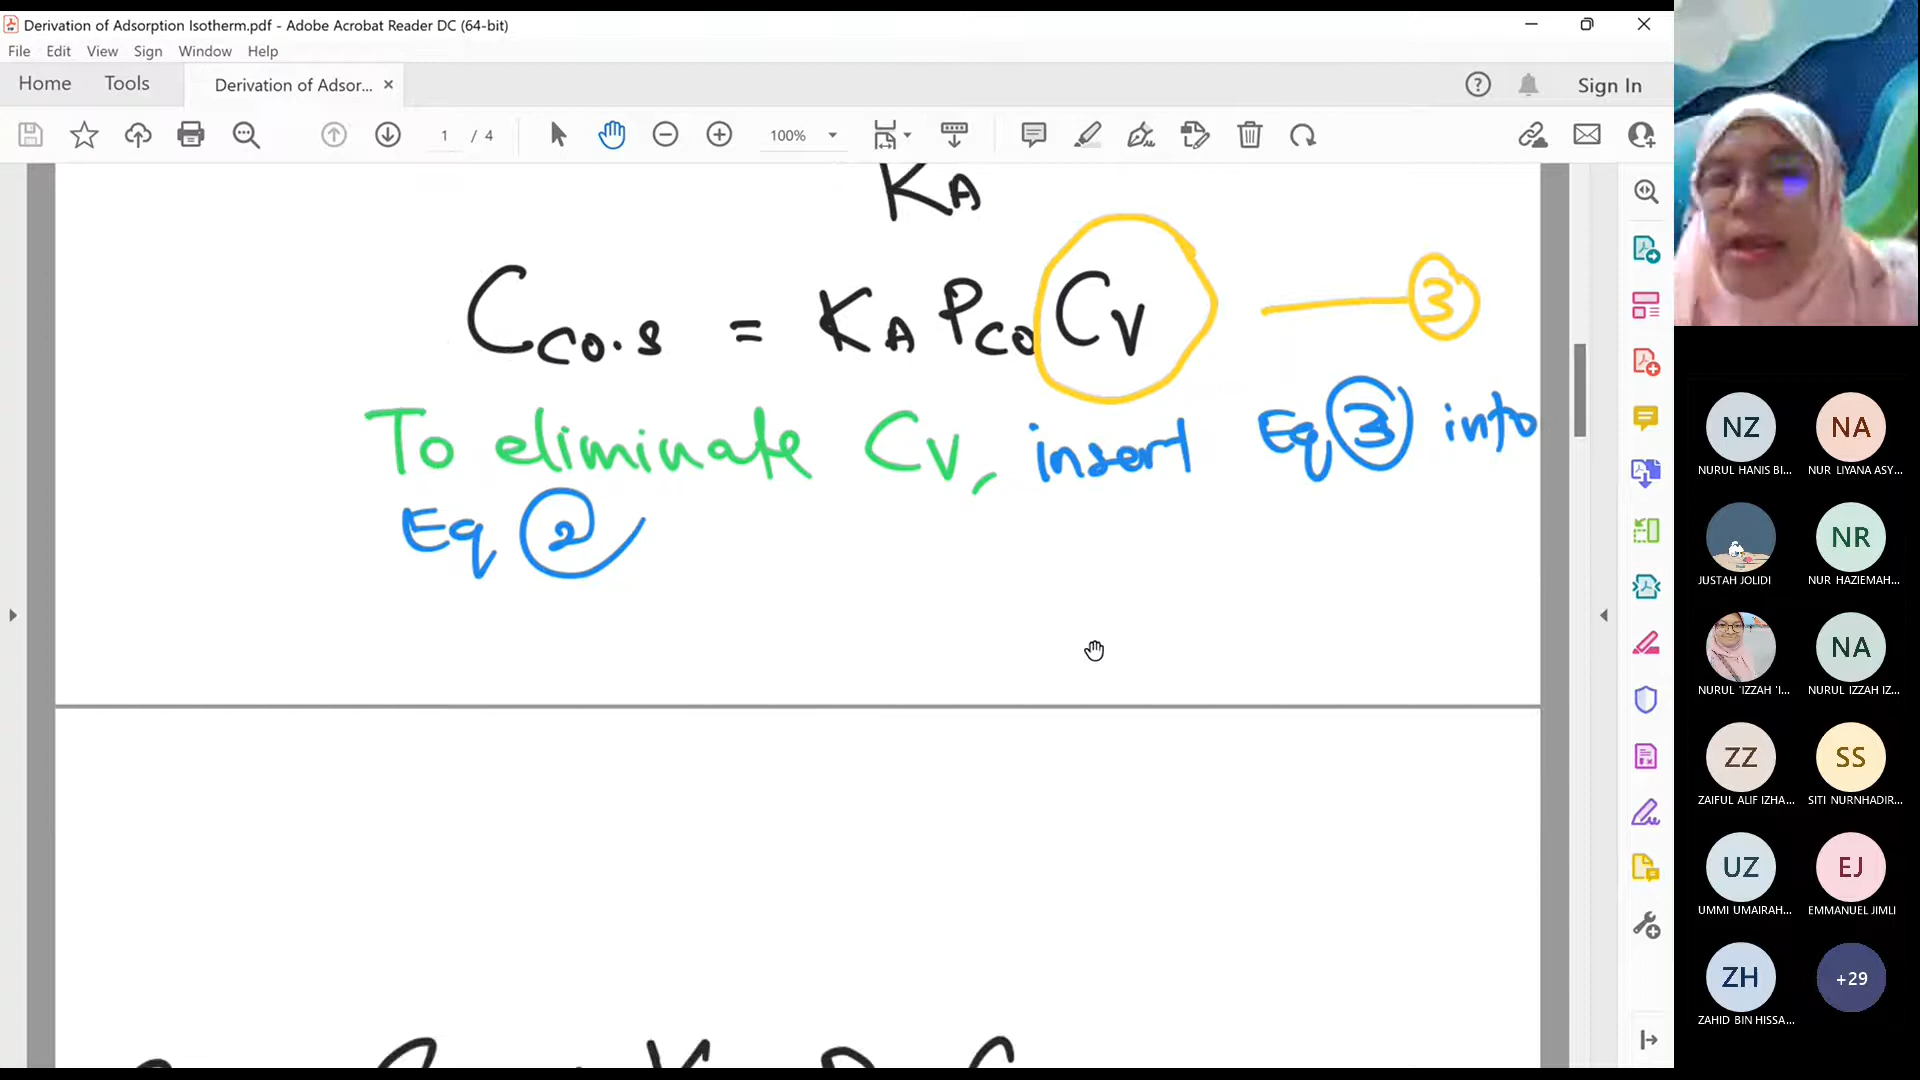 Derivation of Adsorption Isotherm.pdf - Adobe Acrobat Reader DC (64-bit)
File Edit View Sign Window Help
Home Tools Derivation of Adsor... × Sign In
1 / 4 100%
KA
CCO.S = KA PCO CV 3
To eliminate CV, insert Eq 3 into
Eq 2
NZ NA
NURUL HANIS BI... NUR LIYANA ASY...
NR
JUSTAH JOLIDI NUR HAZIEMAH...
NA
NURUL 'IZZAH 'I... NURUL IZZAH IZ...
ZZ SS
ZAIFUL ALIF IZHA... SITI NURNHADIR...
UZ EJ
UMMI UMAIRAH... EMMANUEL JIMLI
ZH +29
ZAHID BIN HISSA...